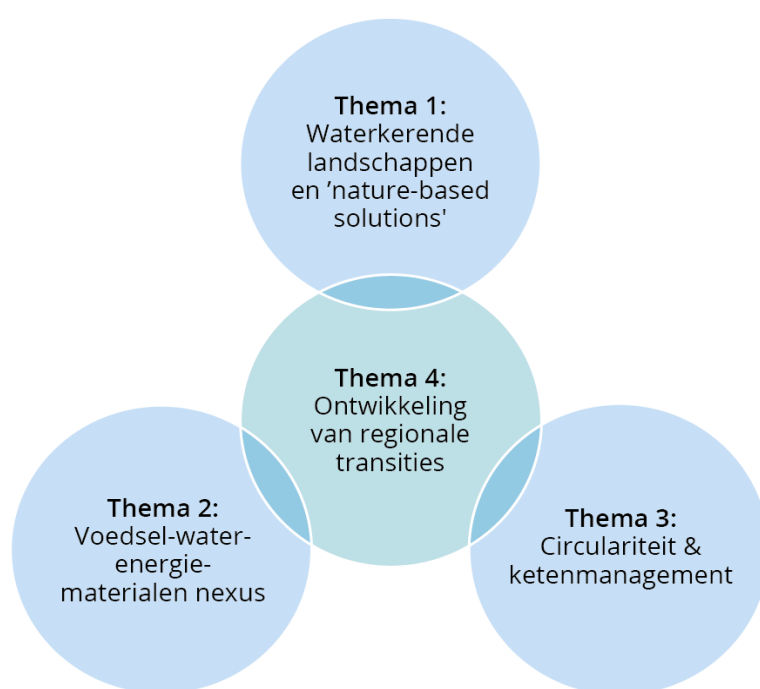 Thema 1:
Waterkerende
landschappen
en ’nature-based
solutions'
Thema 4:
Ontwikkeling
van regionale
transities
Thema 2:
Voedsel-water-
energie-
materialen nexus
Thema 3:
Circulariteit &
ketenmanagement